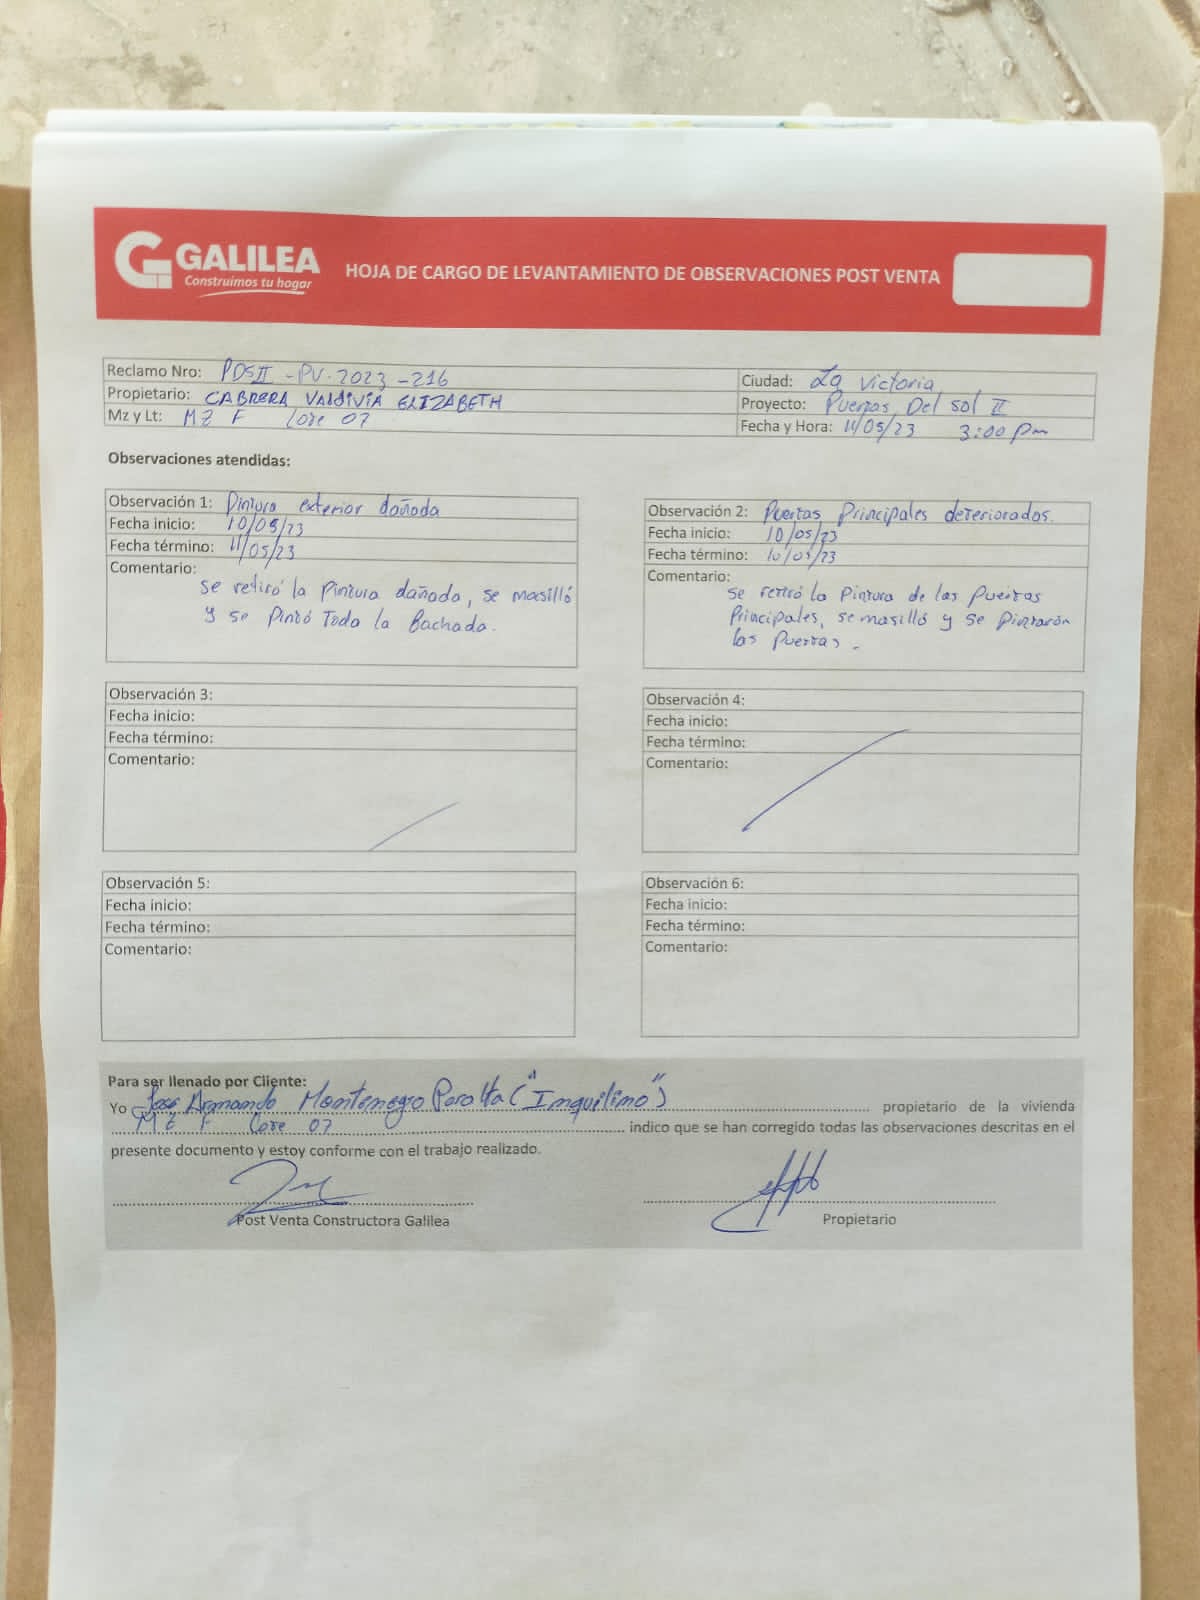 GALILEA
Construimos tu hogar
HOJA DE CARGO DE LEVANTAMIENTO DE OBSERVACIONES POST VENTA
Reclamo Nro: PDSII-PV-2023-216
Propietario: CABRERA VALDIVIA ELIZABETH
Mz y Lt: MZ F Lote 07
Ciudad: La Victoria
Proyecto: Puertas Del Sol II
Fecha y Hora: 11/05/23 3:00 pm
Observaciones atendidas:
Observación 1: Pintura exterior dañada
Fecha inicio: 10/05/23
Fecha término: 11/05/23
Comentario:
se retiró la Pintura dañada, se masilló
y se Pintó Toda la Fachada.
Observación 2: Puertas Principales deteriorados.
Fecha inicio: 10/05/23
Fecha término: 10/05/23
Comentario:
se retiró la Pintura de las Puertas
Principales, se masilló y se Pintarón
las Puertas.
Observación 3:
Fecha inicio:
Fecha término:
Comentario:
Observación 4:
Fecha inicio:
Fecha término:
Comentario:
Observación 5:
Fecha inicio:
Fecha término:
Comentario:
Observación 6:
Fecha inicio:
Fecha término:
Comentario:
Para ser llenado por Cliente:
Yo Jose Armando Montenegro Peralta ("Inquilino") propietario de la vivienda
MZ F Lote 07 indico que se han corregido todas las observaciones descritas en el
presente documento y estoy conforme con el trabajo realizado.
Post Venta Constructora Galilea
Propietario